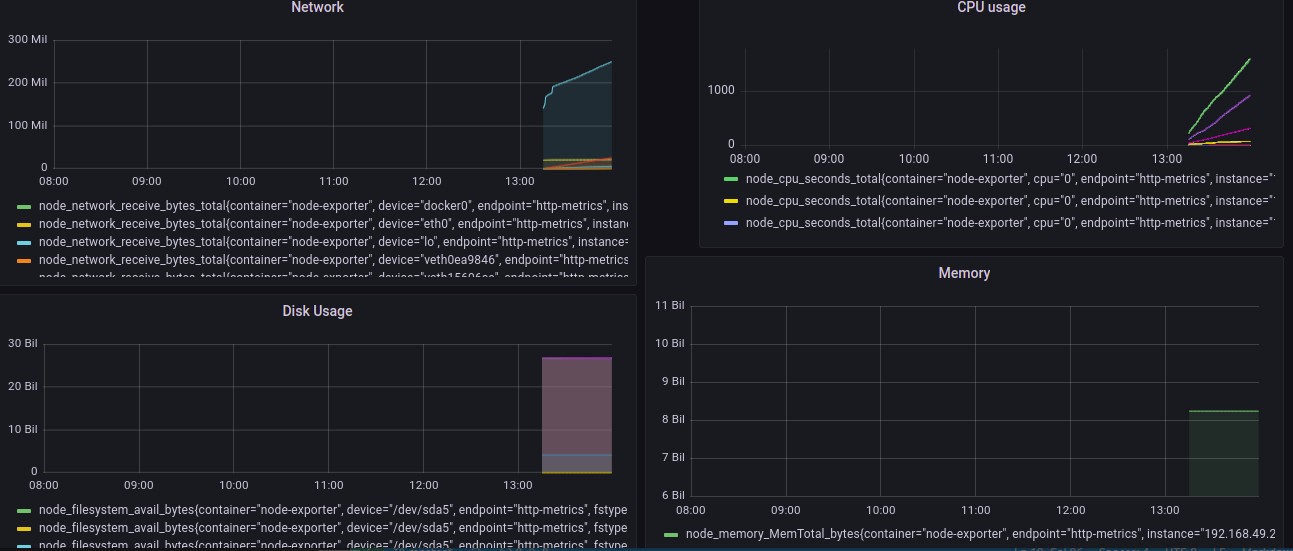 Network
300 Mil
200 Mil
100 Mil
0
08:00 09:00 10:00 11:00 12:00 13:00
node_network_receive_bytes_total{container="node-exporter", device="docker0", endpoint="http-metrics", ins
node_network_receive_bytes_total{container="node-exporter", device="eth0", endpoint="http-metrics", instanc
node_network_receive_bytes_total{container="node-exporter", device="lo", endpoint="http-metrics", instance=
node_network_receive_bytes_total{container="node-exporter", device="veth0ea9846", endpoint="http-metrics
CPU usage
1000
0
08:00 09:00 10:00 11:00 12:00 13:00
node_cpu_seconds_total{container="node-exporter", cpu="0", endpoint="http-metrics", instance="
node_cpu_seconds_total{container="node-exporter", cpu="0", endpoint="http-metrics", instance="
node_cpu_seconds_total{container="node-exporter", cpu="0", endpoint="http-metrics", instance="
Disk Usage
30 Bil
20 Bil
10 Bil
0
08:00 09:00 10:00 11:00 12:00 13:00
node_filesystem_avail_bytes{container="node-exporter", device="/dev/sda5", endpoint="http-metrics", fstype
node_filesystem_avail_bytes{container="node-exporter", device="/dev/sda5", endpoint="http-metrics", fstype
node_filesystem_avail_bytes{container="node-exporter", device="/dev/sda5", endpoint="http-metrics", fstype
Memory
11 Bil
10 Bil
9 Bil
8 Bil
7 Bil
6 Bil
08:00 09:00 10:00 11:00 12:00 13:00
node_memory_MemTotal_bytes{container="node-exporter", endpoint="http-metrics", instance="192.168.49.2